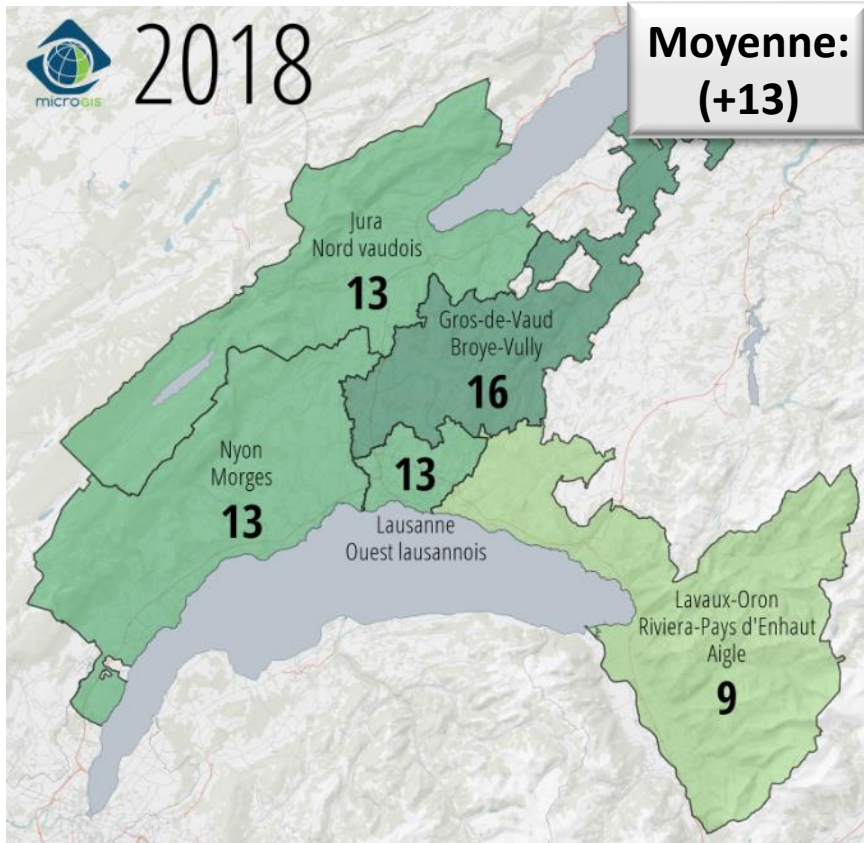 microGIS
2018
Moyenne:
(+13)
Jura
Nord vaudois
13
Gros-de-Vaud
Broye-Vully
16
Nyon
Morges
13
13
Lausanne
Ouest lausannois
Lavaux-Oron
Riviera-Pays d'Enhaut
Aigle
9